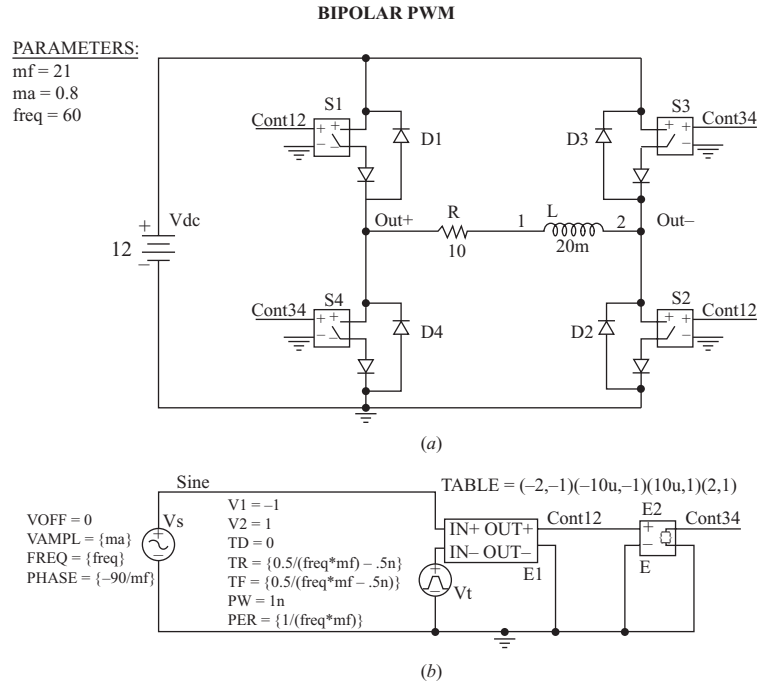 BIPOLAR PWM
PARAMETERS:
mf = 21
ma = 0.8
freq = 60
Cont12
S1
+ +
– –
D1
D3
S3
+ +
–
Cont34
+
Vdc
12
–
Out+
R
10
1
L
20m
2
Out–
Cont34
S4
+ +
– –
D4
D2
S2
+ +
–
Cont12
(a)
Sine
VOFF = 0
VAMPL = {ma}
FREQ = {freq}
PHASE = {–90/mf}
Vs
+
–
V1 = –1
V2 = 1
TD = 0
TR = {0.5/(freq*mf) – .5n}
TF = {0.5/(freq*mf – .5n)}
PW = 1n
PER = {1/(freq*mf)}
TABLE = (–2,–1)(–10u,–1)(10u,1)(2,1)
IN+ OUT+
IN– OUT–
E1
+
–
Vt
Cont12
E2
+
–
E
Cont34
(b)